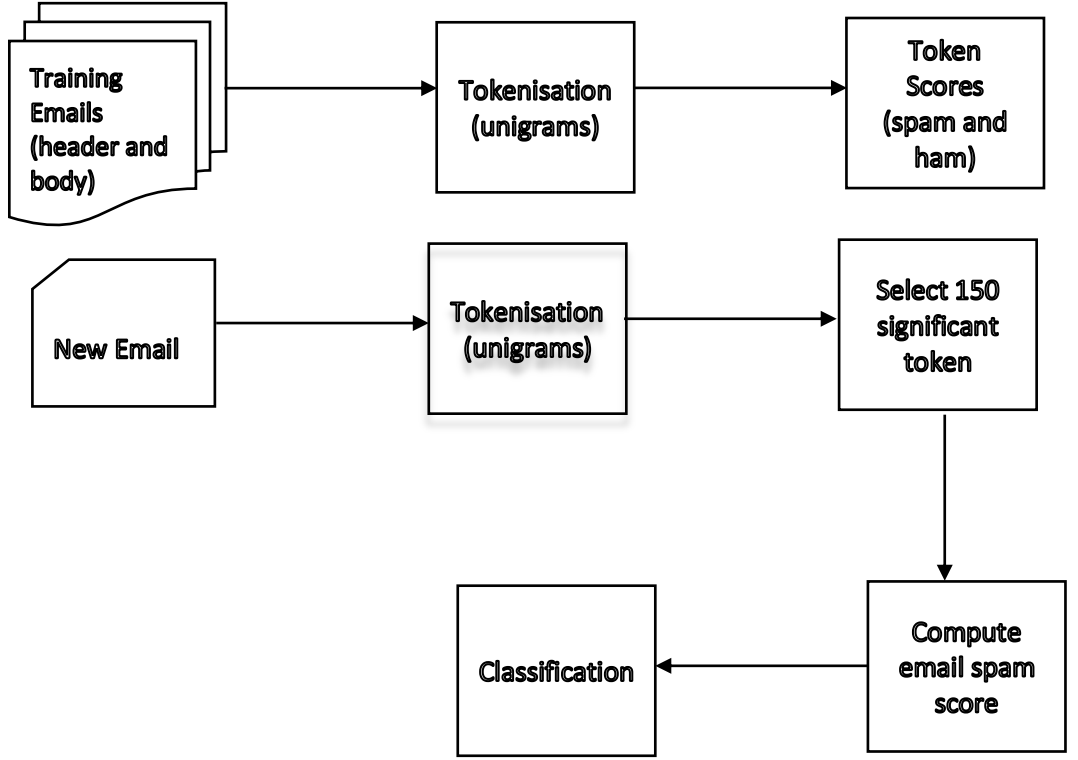 Training
Emails
(header and
body)
Tokenisation
(unigrams)
Token
Scores
(spam and
ham)
New Email
Tokenisation
(unigrams)
Select 150
significant
token
Compute
email spam
score
Classification